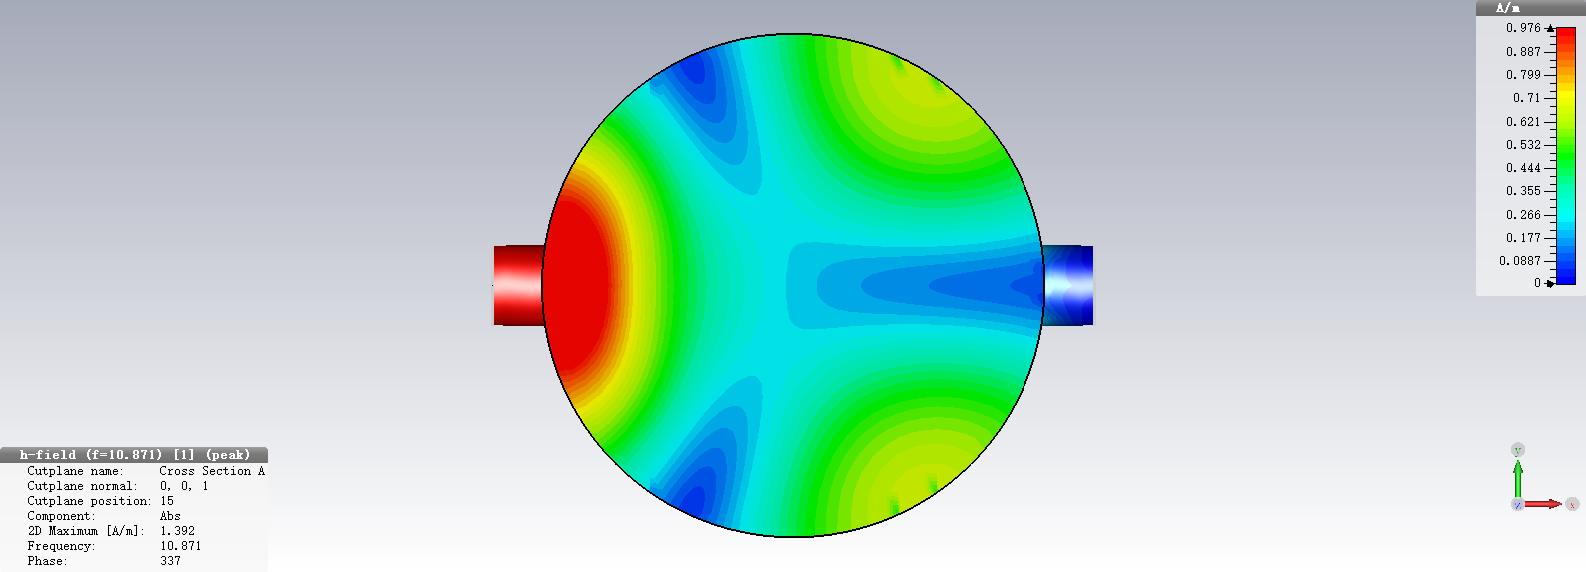 A/m
0.976
0.887
0.799
0.71
0.621
0.532
0.444
0.355
0.266
0.177
0.0887
0
h-field (f=10.871) [1] (peak)
Cutplane name: Cross Section A
Cutplane normal: 0, 0, 1
Cutplane position: 15
Component: Abs
2D Maximum [A/m]: 1.392
Frequency: 10.871
Phase: 337
Y
Z
X